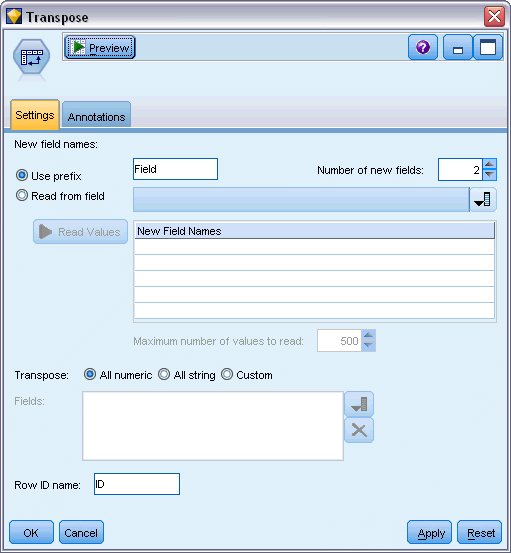 Transpose
Preview
?
Settings Annotations
New field names:
Use prefix Field Number of new fields: 2
Read from field
Read Values New Field Names
Maximum number of values to read: 500
Transpose: All numeric All string Custom
Fields:
Row ID name: ID
OK Cancel Apply Reset